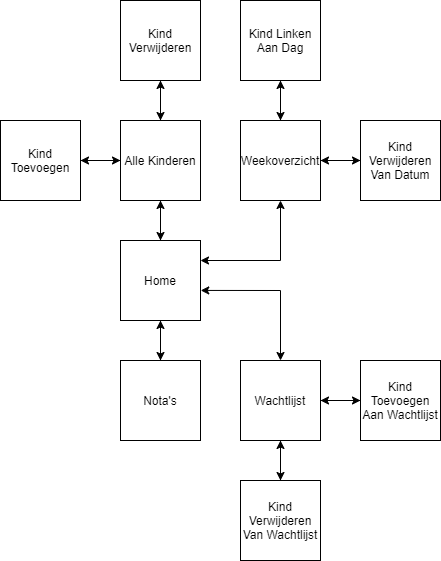 Kind
Verwijderen
Kind Linken
Aan Dag
Kind
Toevoegen
Alle Kinderen
Weekoverzicht
Kind
Verwijderen
Van Datum
Home
Nota's
Wachtlijst
Kind
Toevoegen
Aan Wachtlijst
Kind
Verwijderen
Van Wachtlijst